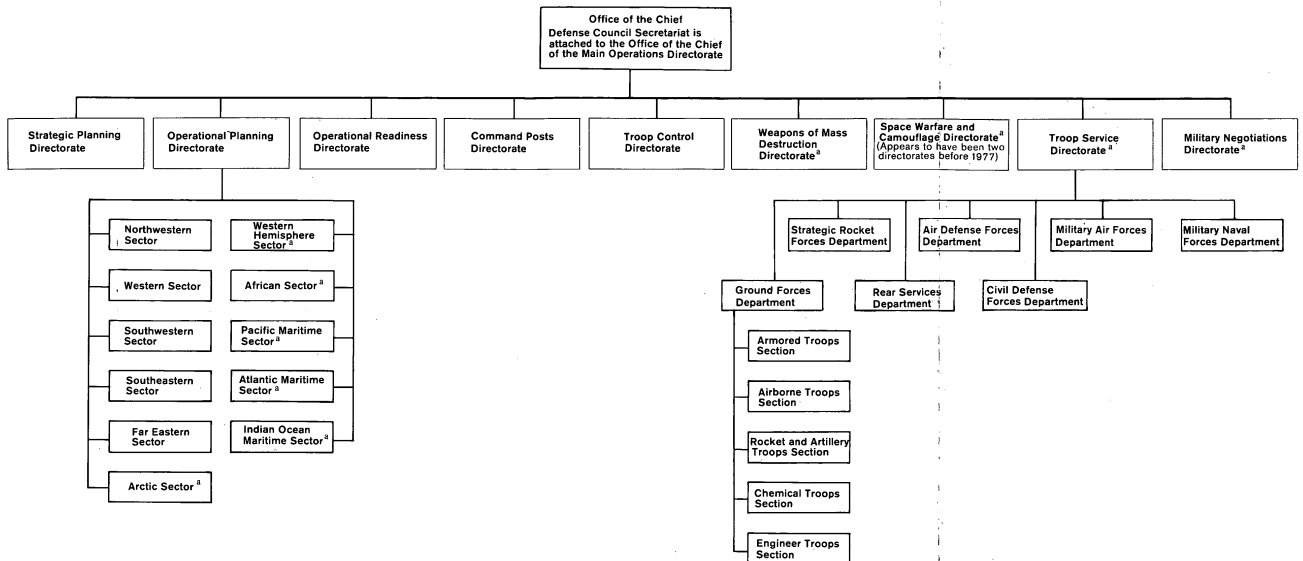 Office of the Chief
Defense Council Secretariat is
attached to the Office of the Chief
of the Main Operations Directorate
Strategic Planning
Directorate
Operational Planning
Directorate
Operational Readiness
Directorate
Command Posts
Directorate
Troop Control
Directorate
Weapons of Mass
Destruction
Directorate a
Space Warfare and
Camouflage Directorate a
(Appears to have been two
directorates before 1977)
Troop Service
Directorate a
Military Negotiations
Directorate a
Northwestern
Sector
Western Sector
Southwestern
Sector
Southeastern
Sector
Far Eastern
Sector
Arctic Sector a
Western
Hemisphere
Sector a
African Sector a
Pacific Maritime
Sector a
Atlantic Maritime
Sector a
Indian Ocean
Maritime Sector a
Strategic Rocket
Forces Department
Air Defense Forces
Department
Military Air Forces
Department
Military Naval
Forces Department
Ground Forces
Department
Rear Services
Department
Civil Defense
Forces Department
Armored Troops
Section
Airborne Troops
Section
Rocket and Artillery
Troops Section
Chemical Troops
Section
Engineer Troops
Section